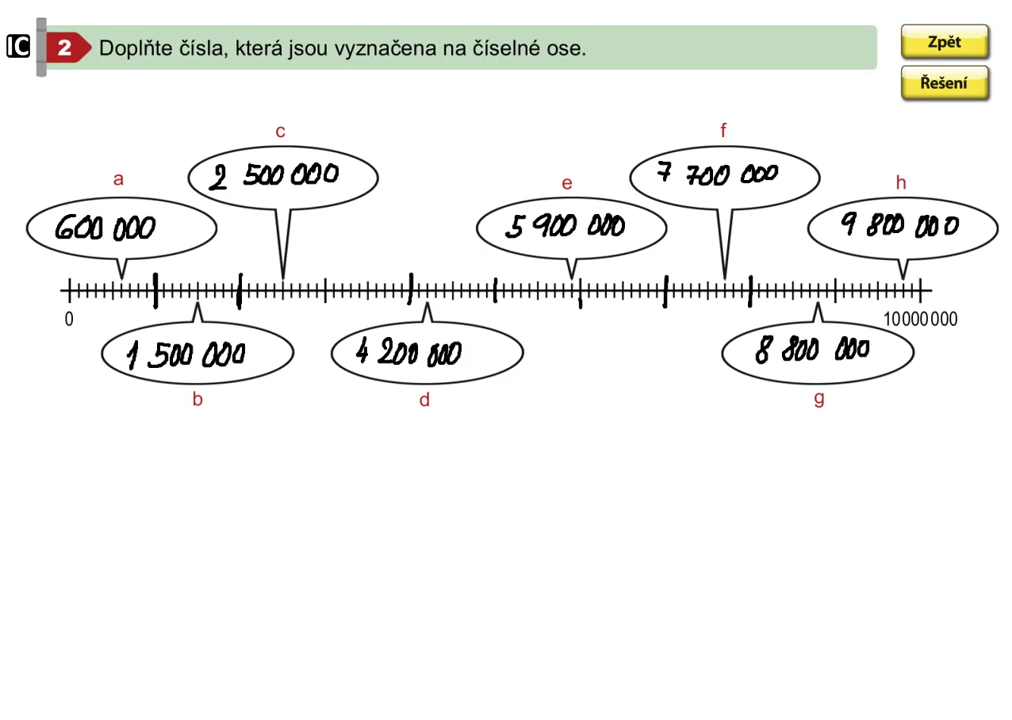 IC 2 Doplňte čísla, která jsou vyznačena na číselné ose.
Zpět
Řešení
c
2 500 000
f
7 700 000
a
600 000
e
5 900 000
h
9 800 000
0
10000000
1 500 000
b
4 200 000
d
8 800 000
g